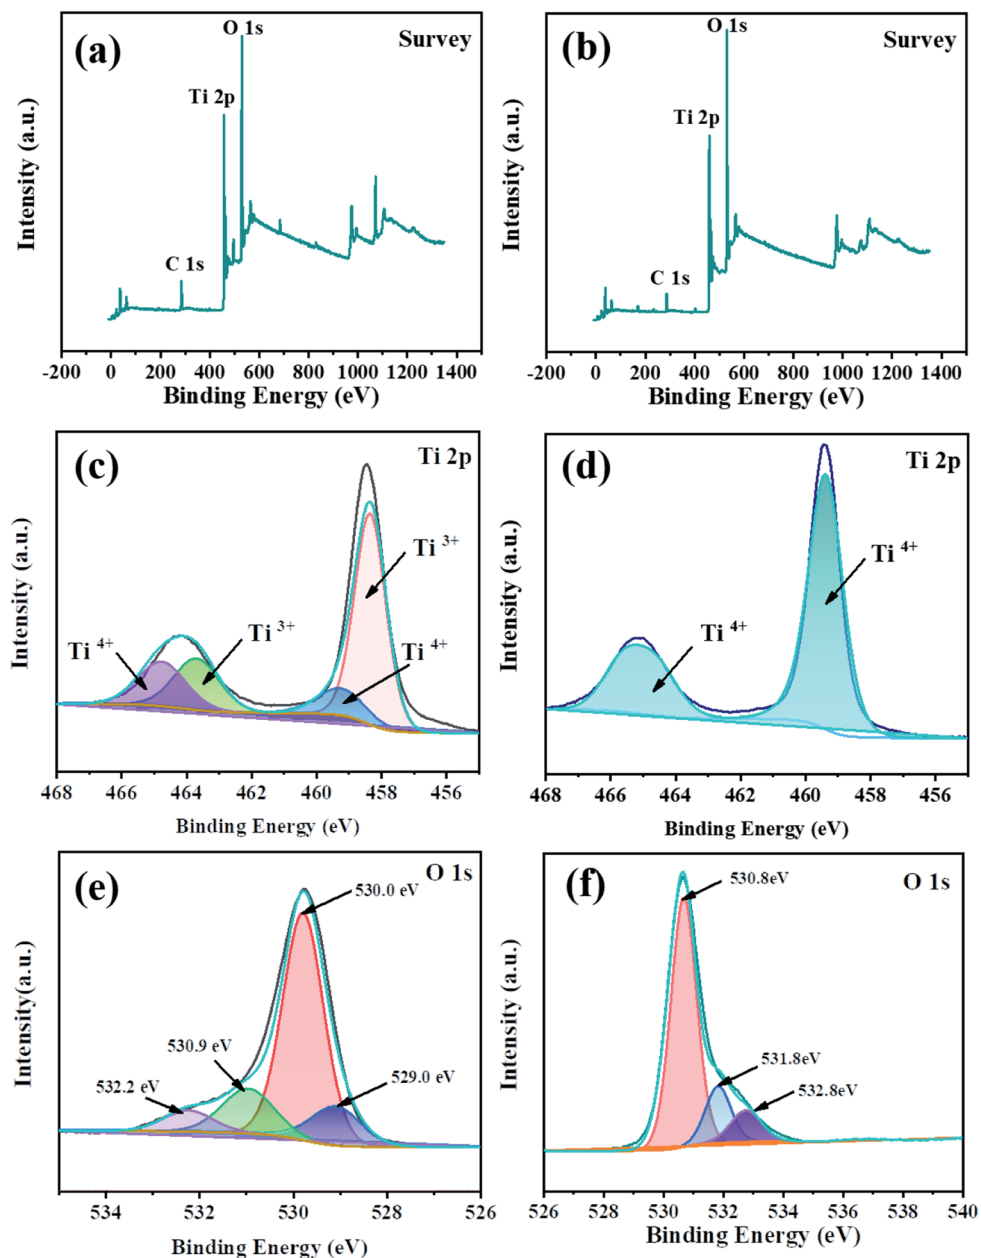 (a)
O 1s
Survey
Ti 2p
C 1s
Intensity (a.u.)
-200 0 200 400 600 800 1000 1200 1400
Binding Energy (eV)
(b)
O 1s
Survey
Ti 2p
C 1s
Intensity (a.u.)
-200 0 200 400 600 800 1000 1200 1400
Binding Energy (eV)
(c)
Ti 2p
Ti 3+
Ti 3+
Ti 4+
Ti 4+
Intensity (a.u.)
468 466 464 462 460 458 456
Binding Energy (eV)
(d)
Ti 2p
Ti 4+
Ti 4+
Intensity (a.u.)
468 466 464 462 460 458 456
Binding Energy (eV)
(e)
O 1s
530.0 eV
530.9 eV
532.2 eV
529.0 eV
Intensity(a.u.)
534 532 530 528 526
Binding Energy (eV)
(f)
O 1s
530.8eV
531.8eV
532.8eV
Intensity (a.u.)
526 528 530 532 534 536 538 540
Binding Energy (eV)